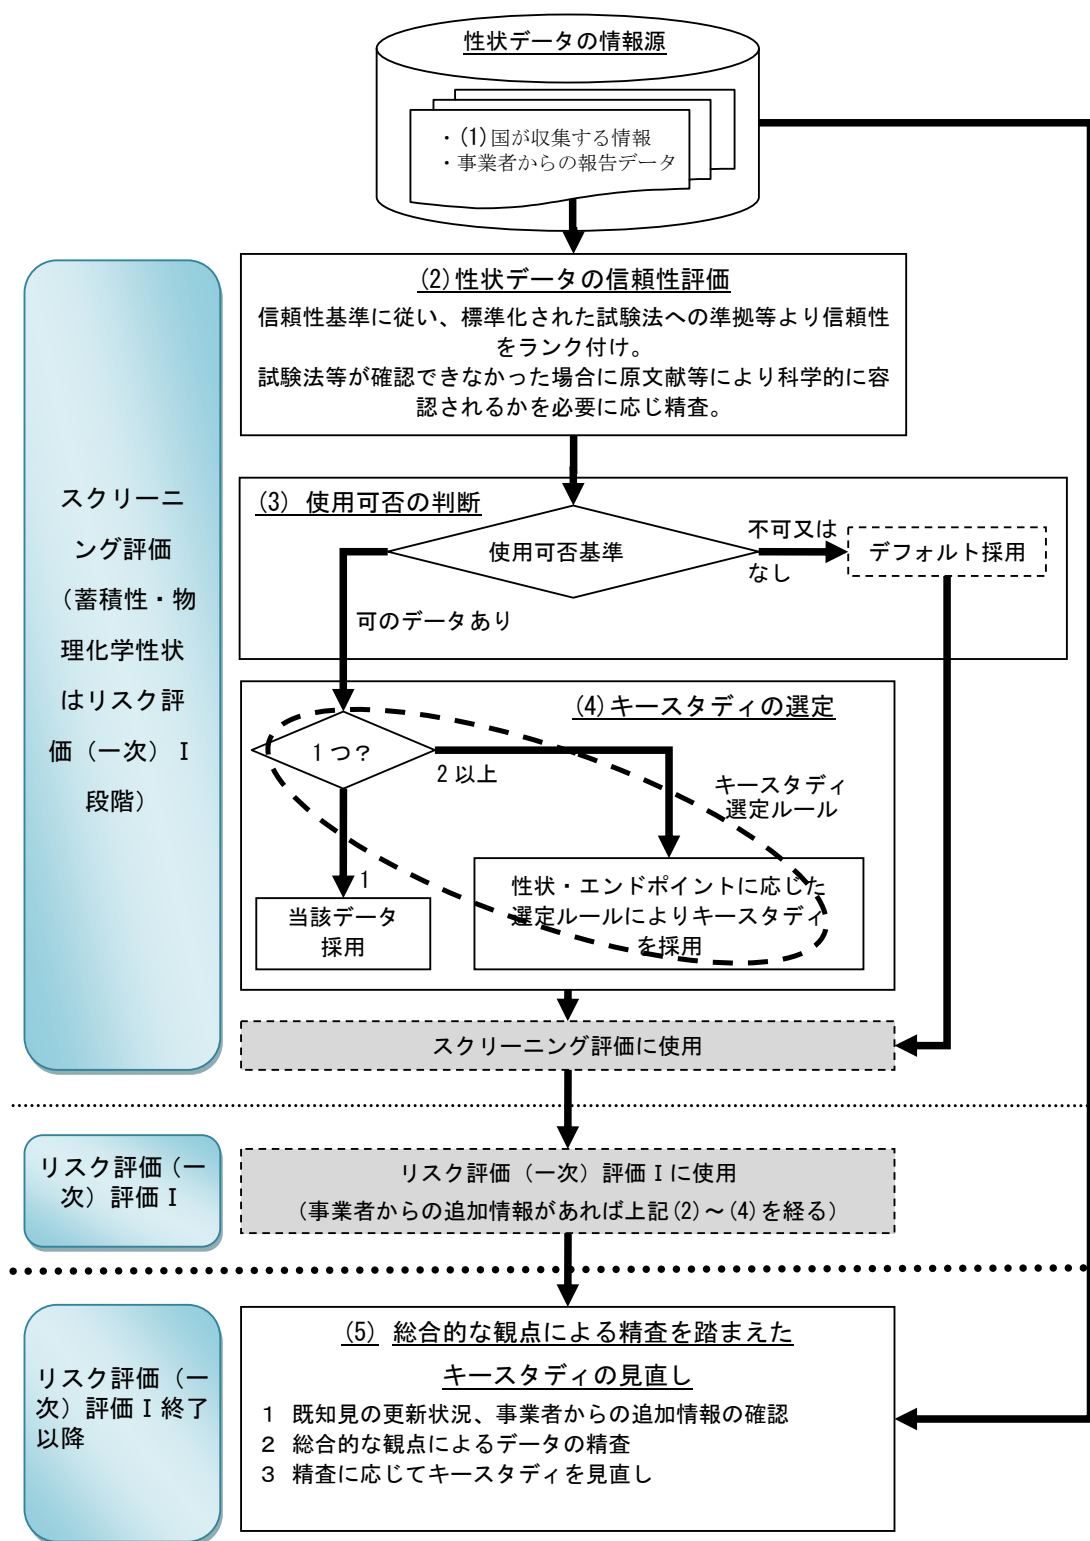 性状データの情報源
・(1)国が収集する情報
・事業者からの報告データ
(2)性状データの信頼性評価
信頼性基準に従い、標準化された試験法への準拠等より信頼性
をランク付け。
試験法等が確認できなかった場合に原文献等により科学的に容
認されるかを必要に応じ精査。
スクリーニ
ング評価
（蓄積性・物
理化学性状
はリスク評
価（一次）Ⅰ
段階）
(3) 使用可否の判断
使用可否基準
不可又は
なし
デフォルト採用
可のデータあり
(4)キースタディの選定
1つ？
2以上
キースタディ
選定ルール
1
当該データ
採用
性状・エンドポイントに応じた
選定ルールによりキースタディ
を採用
スクリーニング評価に使用
リスク評価（一
次）評価Ⅰ
リスク評価（一次）評価Ⅰに使用
（事業者からの追加情報があれば上記(2)～(4)を経る）
リスク評価（一
次）評価Ⅰ終了
以降
(5) 総合的な観点による精査を踏まえた
キースタディの見直し
1 既知見の更新状況、事業者からの追加情報の確認
2 総合的な観点によるデータの精査
3 精査に応じてキースタディを見直し